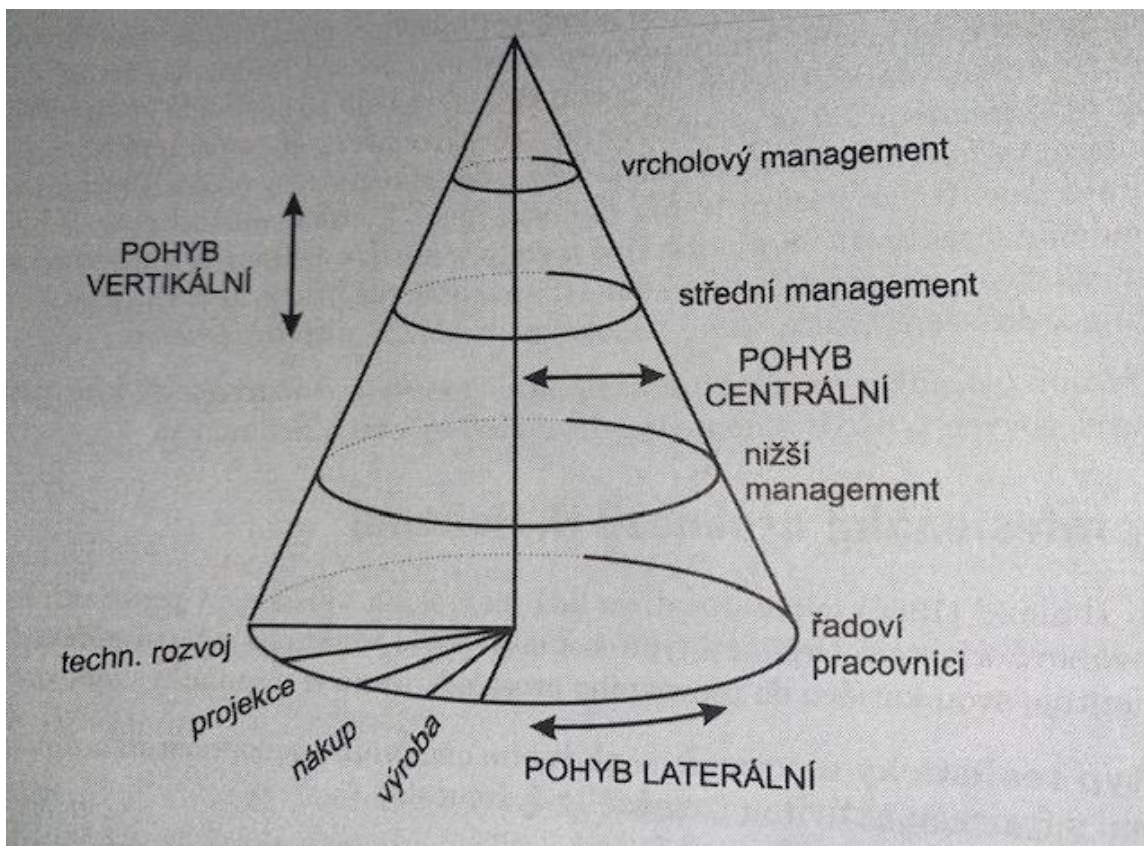 vrcholový management
POHYB
VERTIKÁLNÍ
střední management
POHYB
CENTRÁLNÍ
nižší
management
řadoví
pracovníci
techn. rozvoj
projekce
nákup
výroba
POHYB LATERÁLNÍ